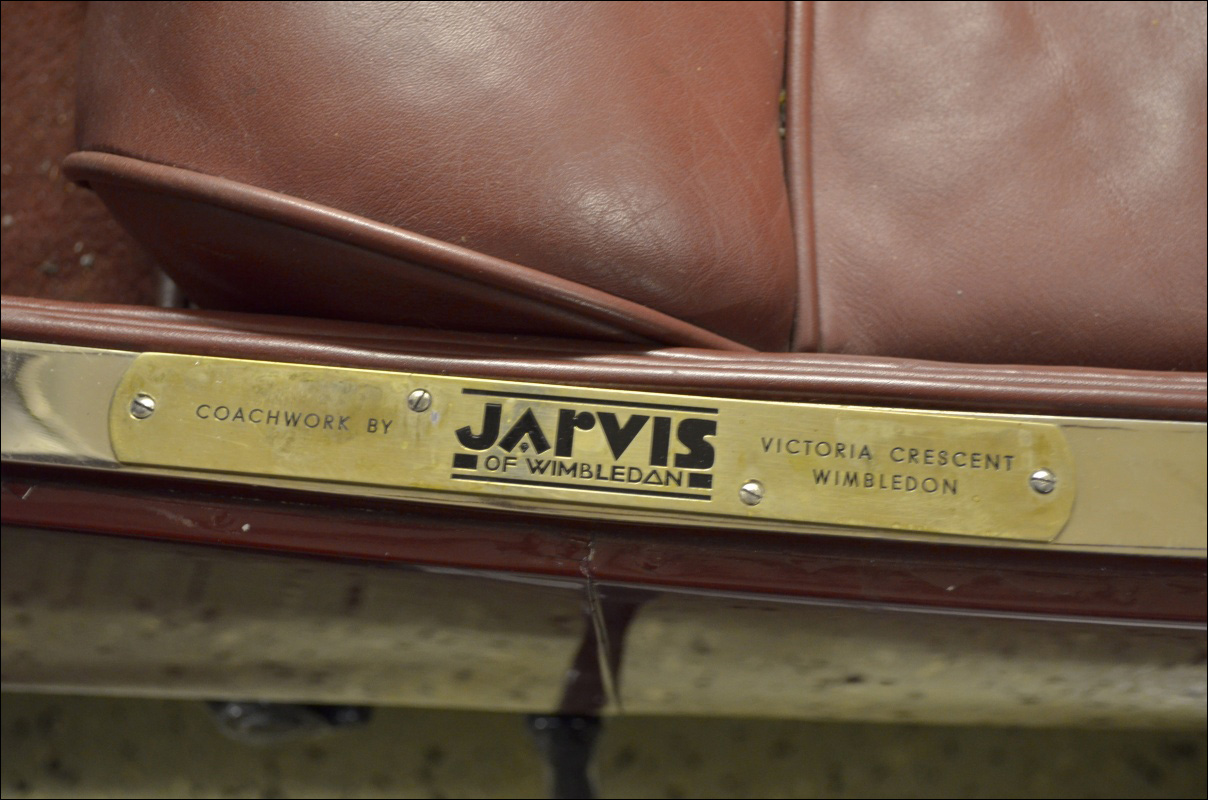 COACHWORK BY
JARVIS
OF WIMBLEDAN
VICTORIA CRESCENT
WIMBLEDON